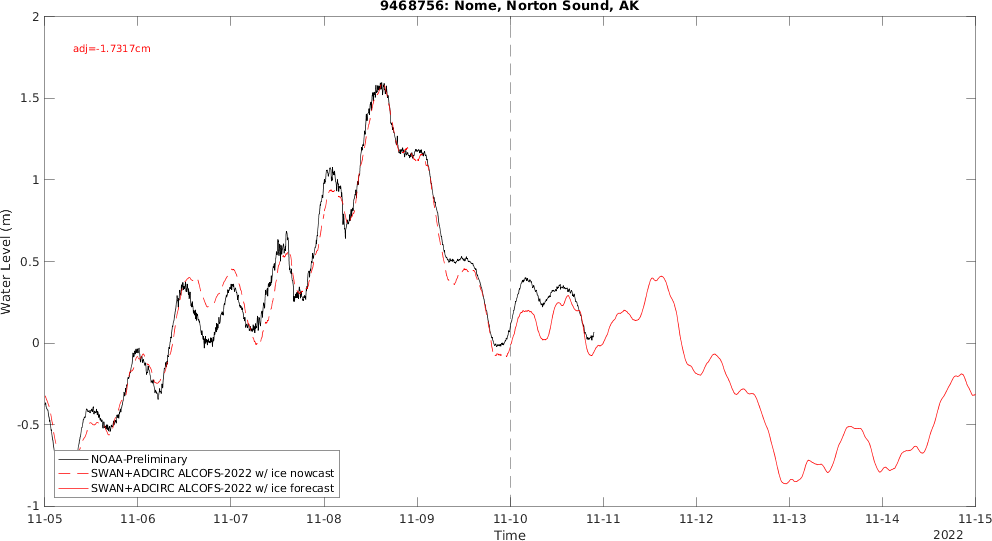 9468756: Nome, Norton Sound, AK
2
adj=-1.7317cm
1.5
1
0.5
0
-0.5
-1
Water Level (m)
NOAA-Preliminary
SWAN+ADCIRC ALCOFS-2022 w/ ice nowcast
SWAN+ADCIRC ALCOFS-2022 w/ ice forecast
11-05 11-06 11-07 11-08 11-09 11-10 11-11 11-12 11-13 11-14 11-15
Time
2022